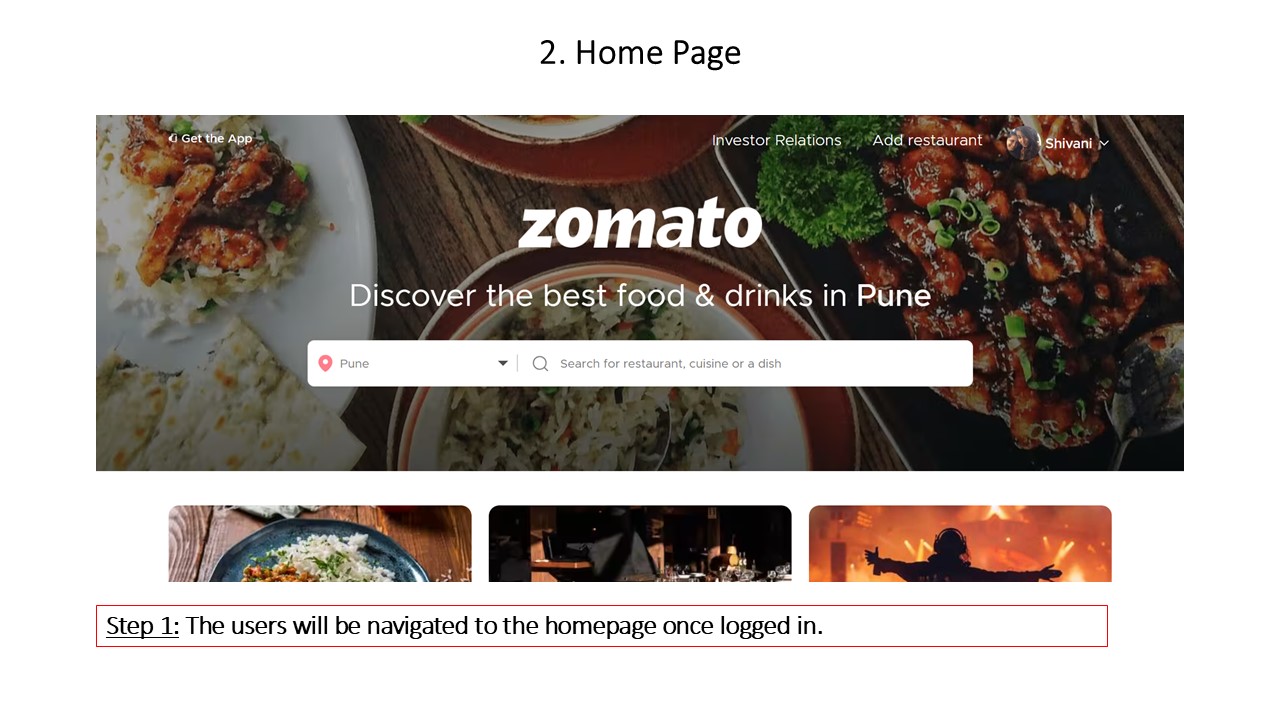 2. Home Page
Get the App
Investor Relations
Add restaurant
Shivani
zomato
Discover the best food & drinks in Pune
Pune
Search for restaurant, cuisine or a dish
Step 1: The users will be navigated to the homepage once logged in.